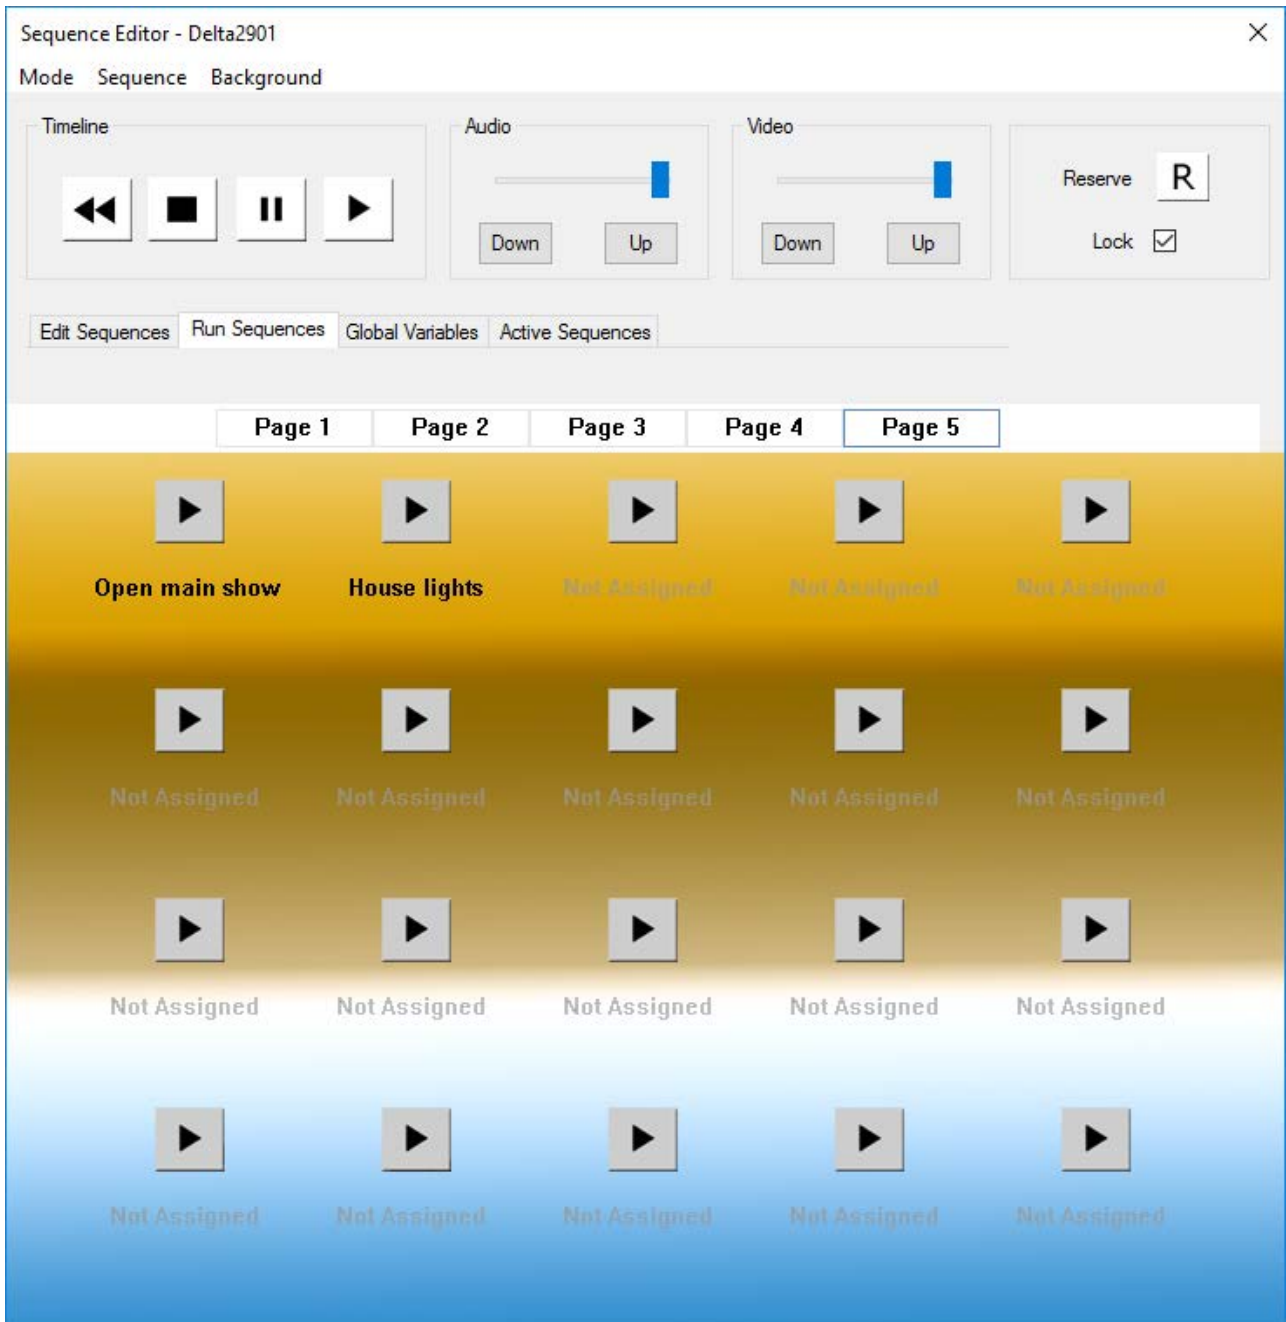 Sequence Editor - Delta2901
Mode Sequence Background
Timeline Audio Video
Reserve R
Down Up Down Up Lock
Edit Sequences Run Sequences Global Variables Active Sequences
Page 1 Page 2 Page 3 Page 4 Page 5
Open main show House lights Not Assigned Not Assigned Not Assigned
Not Assigned Not Assigned Not Assigned Not Assigned Not Assigned
Not Assigned Not Assigned Not Assigned Not Assigned Not Assigned
Not Assigned Not Assigned Not Assigned Not Assigned Not Assigned